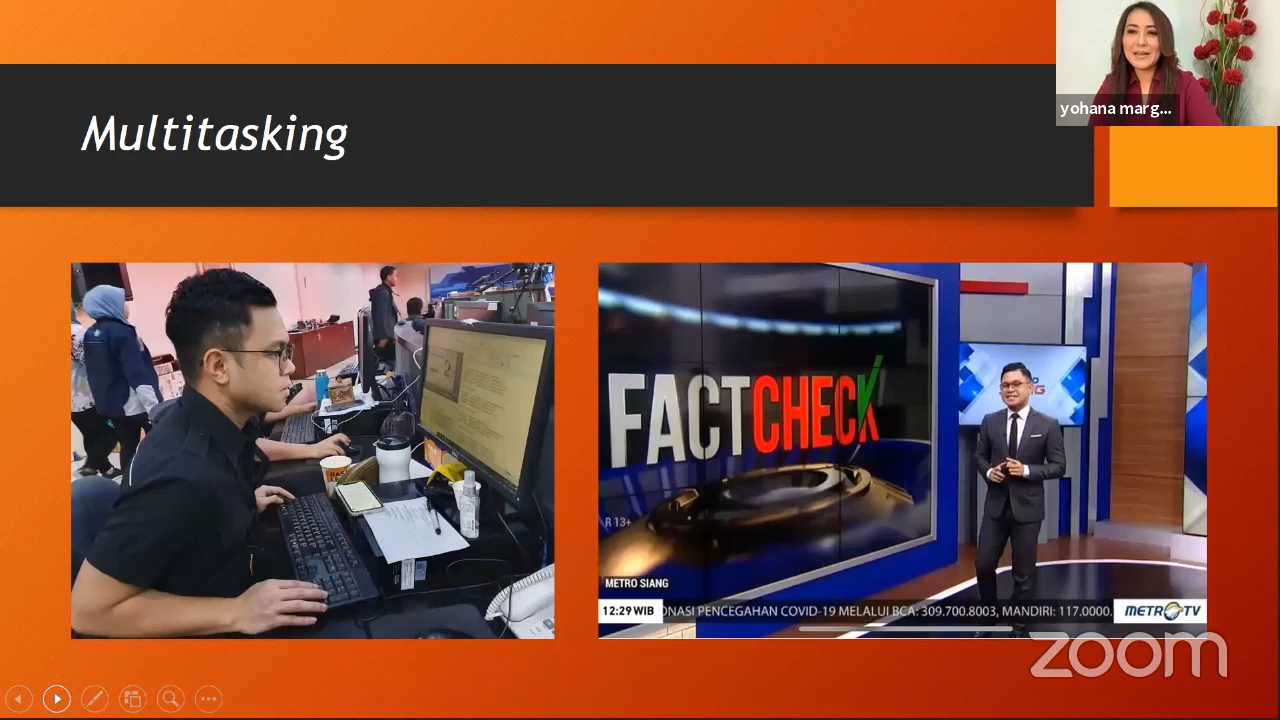 yohana marg...
Multitasking
FACTCHECK
R 13+
METRO SIANG
12:29 WIB
ONASI PENCEGAHAN COVID-19 MELALUI BCA: 309.700.8003, MANDIRI: 117.0000.
METRO TV
zoom